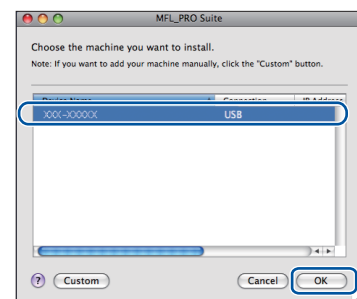 MFL_PRO Suite
Choose the machine you want to install.
Note: If you want to add your machine manually, click the "Custom" button.
Device Name Connection IP Address
XXX-XXXXXX USB
? Custom Cancel OK